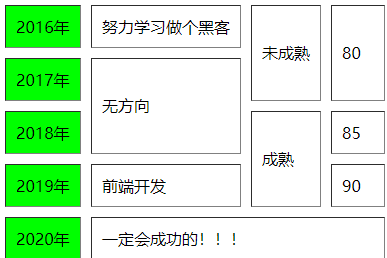 2016年 努力学习做个黑客 未成熟 80
2017年 无方向
2018年 成熟 85
2019年 前端开发 90
2020年 一定会成功的！！！